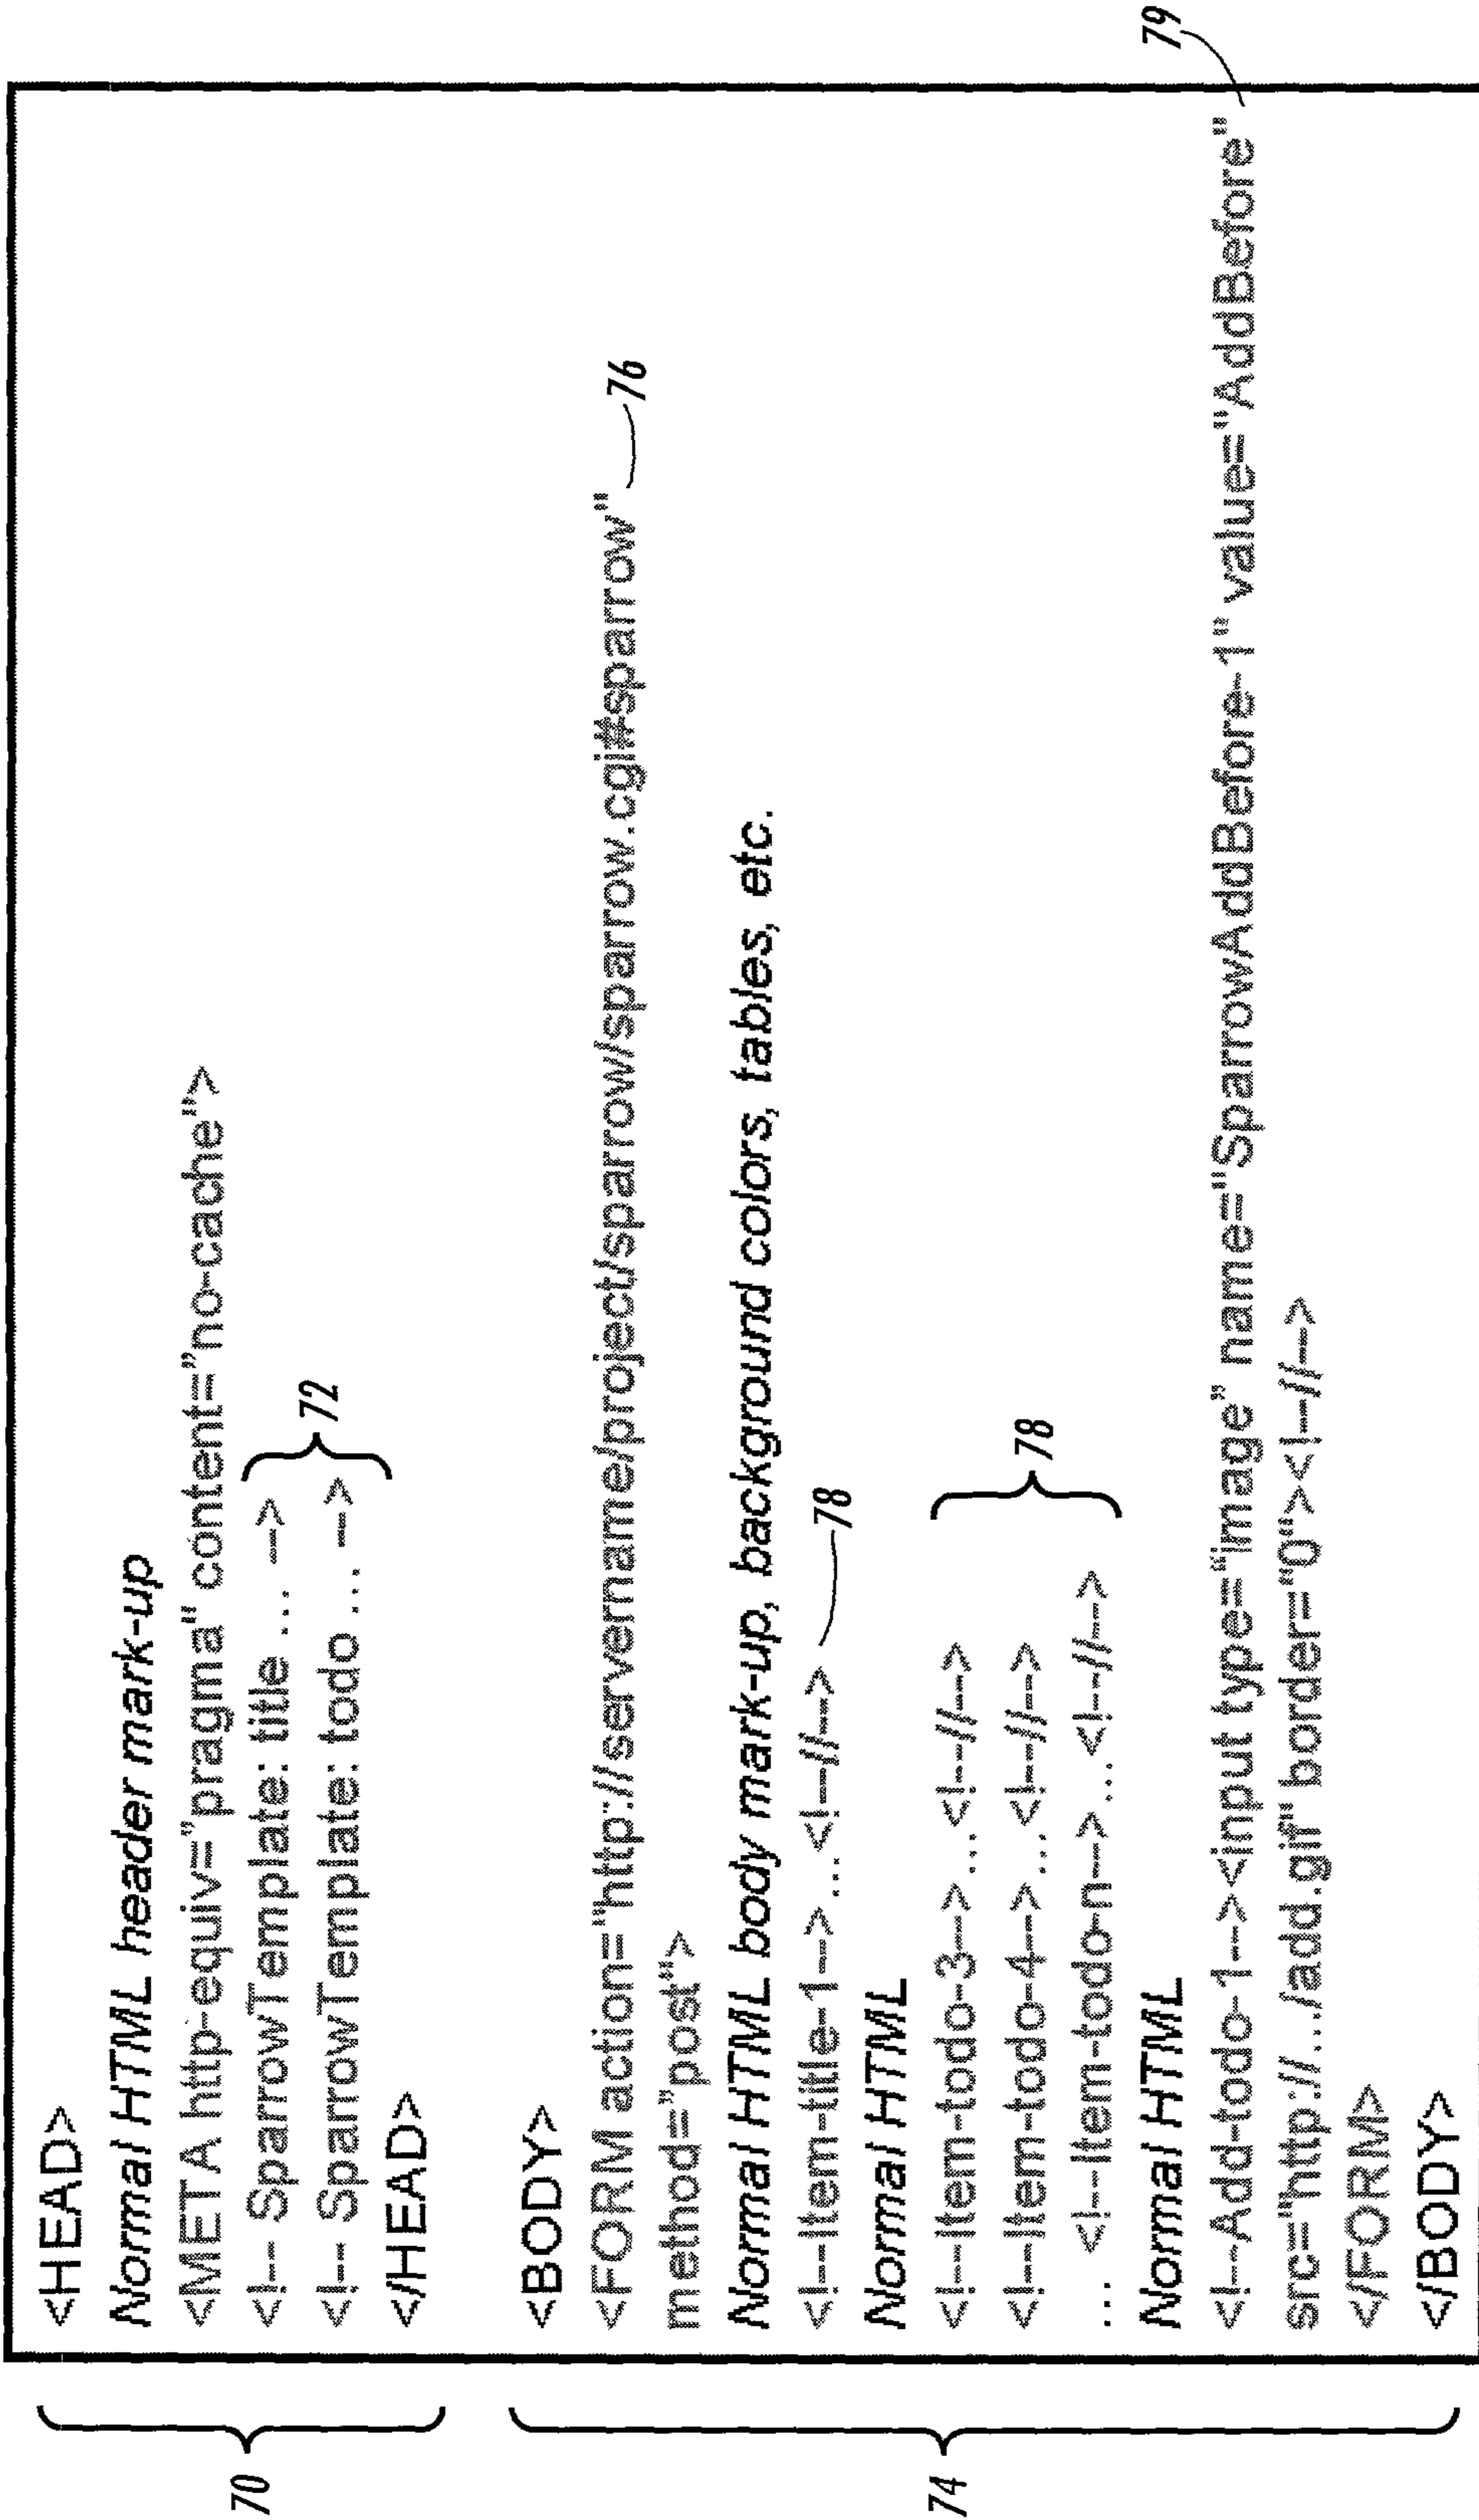 <HEAD>
Normal HTML header mark-up
<META http-equiv="pragma" content="no-cache">
<!-- SparrowTemplate: title ... -->
<!-- SparrowTemplate: todo ... -->
72
</HEAD>
70
<BODY>
<FORM action="http://servername/project/sparrow/sparrow.cgi#sparrow"
76
method="post">
Normal HTML body mark-up, background colors, tables, etc.
<!--Item-title-1-->...<!--//-->
78
Normal HTML
<!--Item-todo-3-->...<!--//-->
<!--Item-todo-4-->...<!--//-->
78
... <!--Item-todo-n-->...<!--//-->
Normal HTML
<!--Add-todo-1--><input type="image" name="SparrowAddBefore-1" value="AddBefore"
79
src="http://.../add.gif" border="0"><!--//-->
</FORM>
</BODY>
74